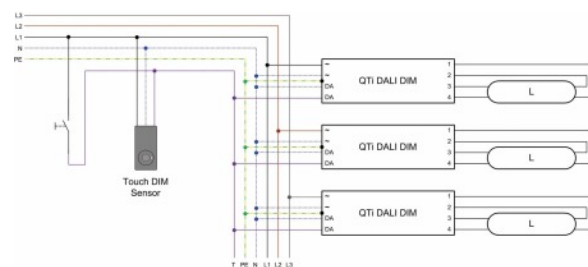 L3
L2
L1
N
PE
~
~
DA
DA
QTi DALI DIM
1
2
3
4
L
~
~
DA
DA
QTi DALI DIM
1
2
3
4
L
~
~
DA
DA
QTi DALI DIM
1
2
3
4
L
Touch DIM
Sensor
T PE N L1 L2 L3